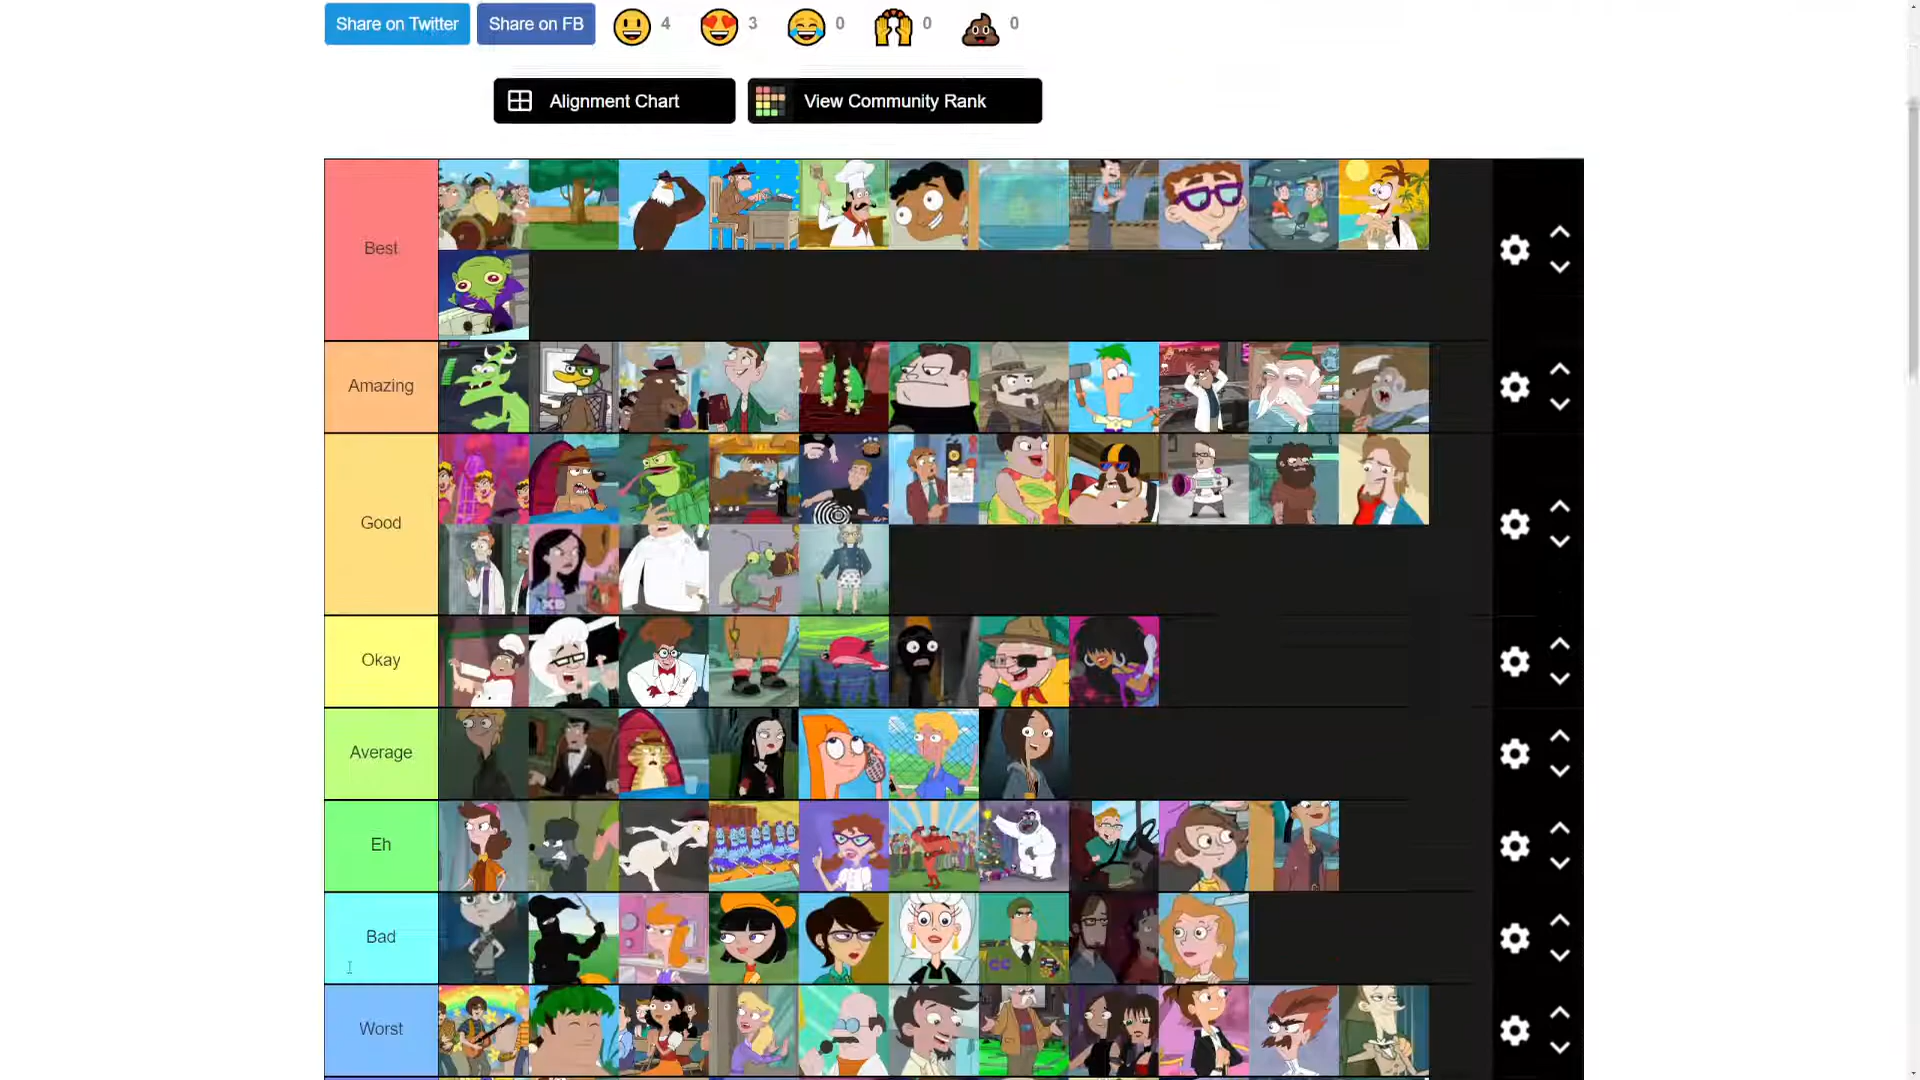 Share on Twitter
Share on FB
4
3
0
0
0
Alignment Chart
View Community Rank
Best
Amazing
Good
Okay
Average
Eh
Bad
Worst